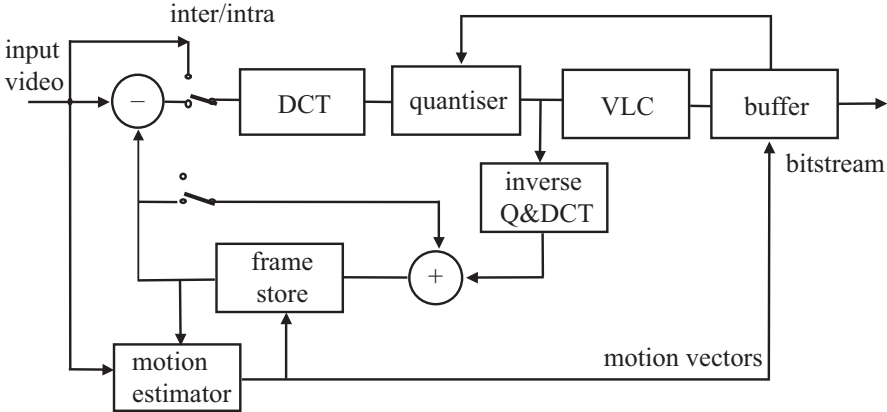 inter/intra
input
video
−
DCT
quantiser
VLC
buffer
bitstream
inverse
Q&DCT
frame
store
+
motion
estimator
motion vectors